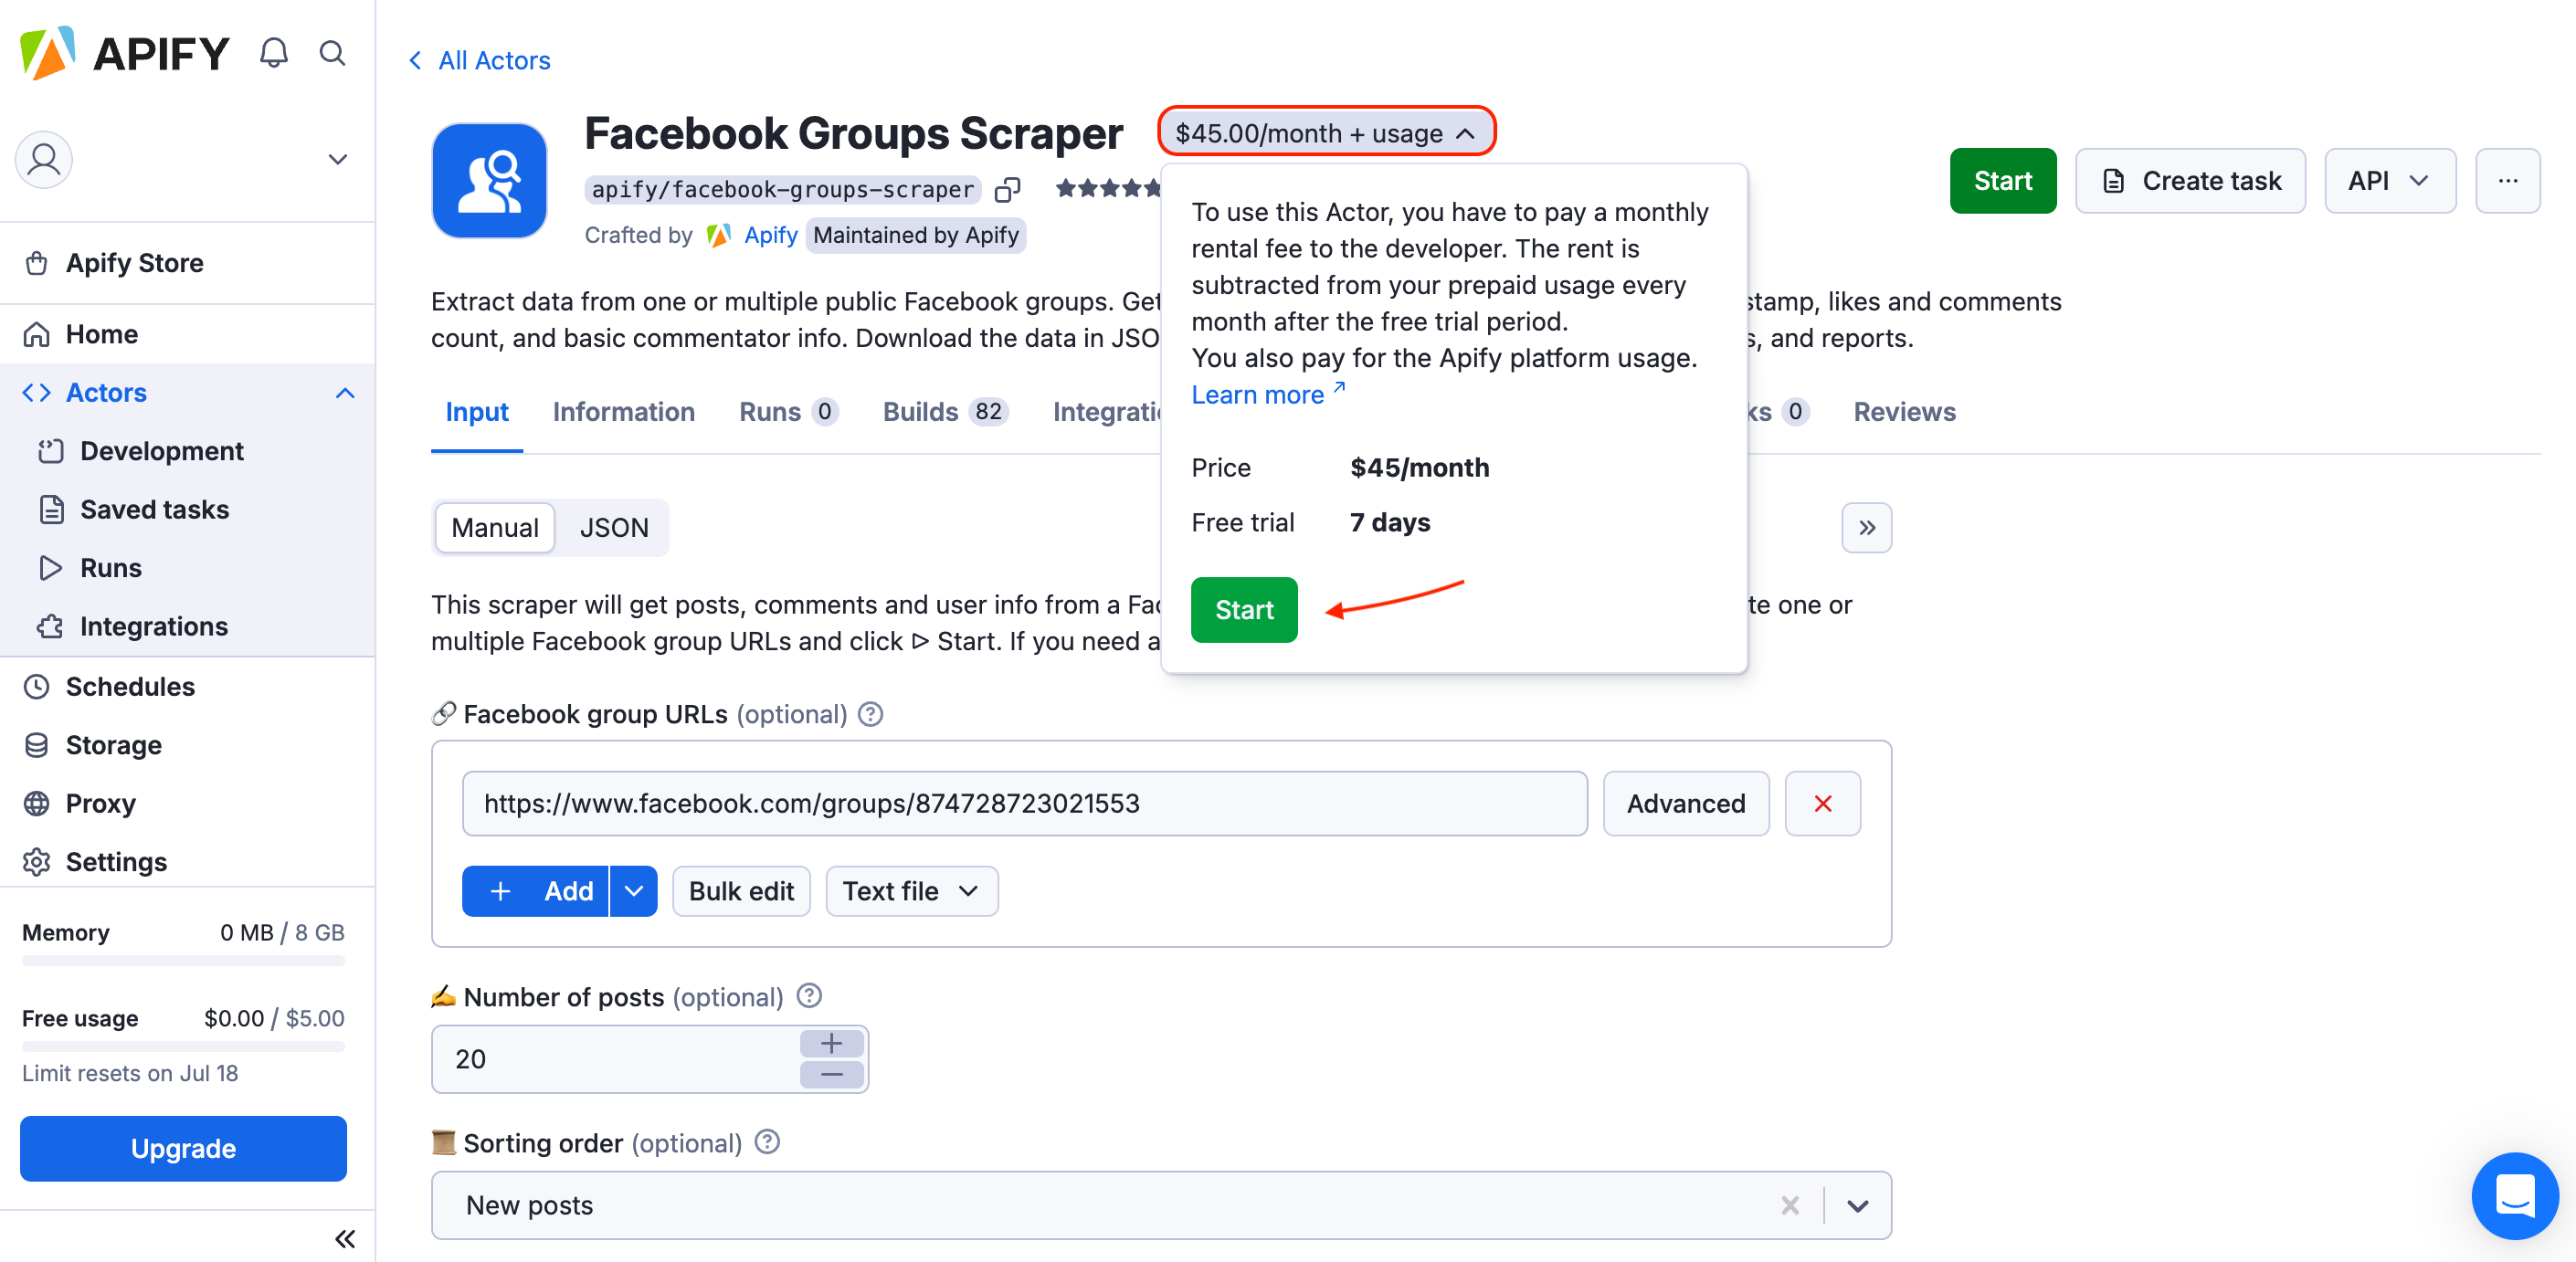 APIFY
Apify Store
Home
Actors
Development
Saved tasks
Runs
Integrations
Schedules
Storage
Proxy
Settings
Memory 0 MB / 8 GB
Free usage $0.00 / $5.00
Limit resets on Jul 18
Upgrade
All Actors
Facebook Groups Scraper
$45.00/month + usage
apify/facebook-groups-scraper
Crafted by Apify Maintained by Apify
Start
Create task
API
Extract data from one or multiple public Facebook groups. Get
stamp, likes and comments
count, and basic commentator info. Download the data in JSO
, and reports.
Input Information Runs 0 Builds 82 Integratio
ks 0 Reviews
To use this Actor, you have to pay a monthly
rental fee to the developer. The rent is
subtracted from your prepaid usage every
month after the free trial period.
You also pay for the Apify platform usage.
Learn more
Price $45/month
Free trial 7 days
Start
Manual JSON
This scraper will get posts, comments and user info from a Fac
te one or
multiple Facebook group URLs and click ▷ Start. If you need a
Facebook group URLs (optional)
https://www.facebook.com/groups/874728723021553
Advanced
Add
Bulk edit
Text file
Number of posts (optional)
20
Sorting order (optional)
New posts